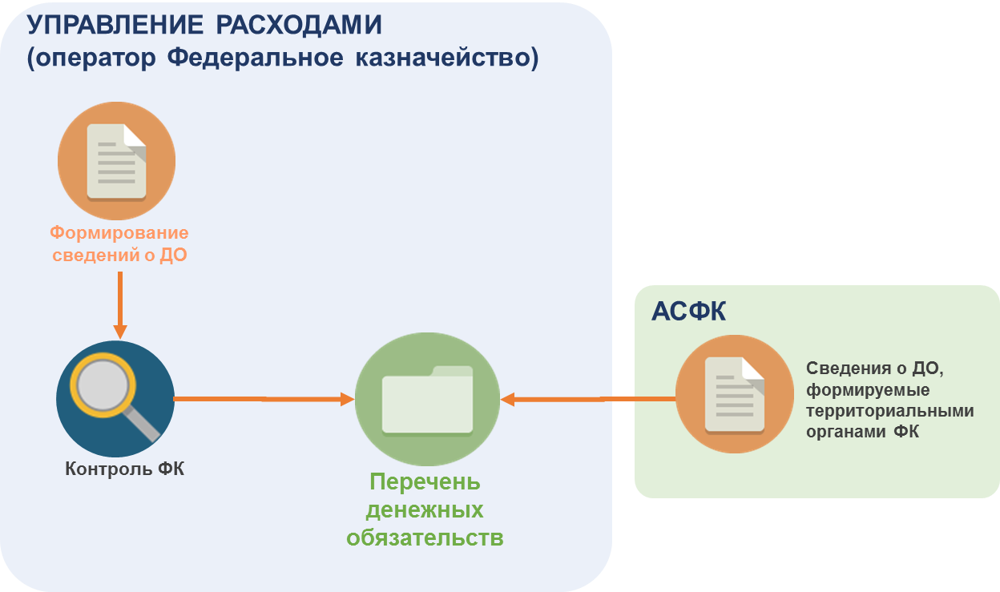 УПРАВЛЕНИЕ РАСХОДАМИ
(оператор Федеральное казначейство)
Формирование
сведений о ДО
Контроль ФК
Перечень
денежных
обязательств
АСФК
Сведения о ДО,
формируемые
территориальными
органами ФК